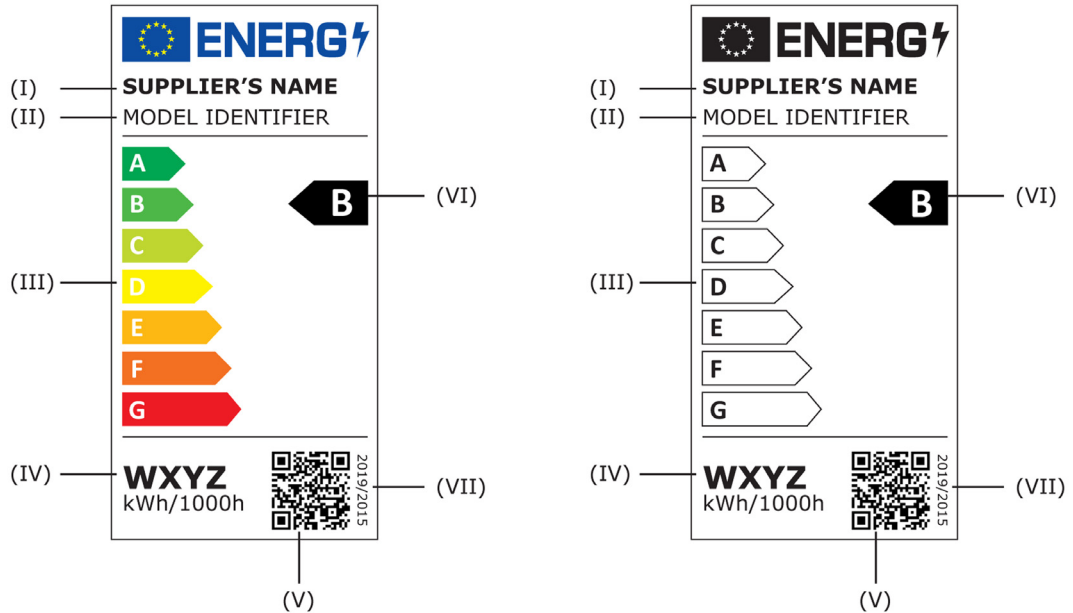 ENERG
(I) SUPPLIER'S NAME
(II) MODEL IDENTIFIER
A
B
B (VI)
C
(III) D
E
F
G
(IV) WXYZ
kWh/1000h
2019/2015 (VII)
(V)
ENERG
(I) SUPPLIER'S NAME
(II) MODEL IDENTIFIER
A
B
B (VI)
C
(III) D
E
F
G
(IV) WXYZ
kWh/1000h
2019/2015 (VII)
(V)